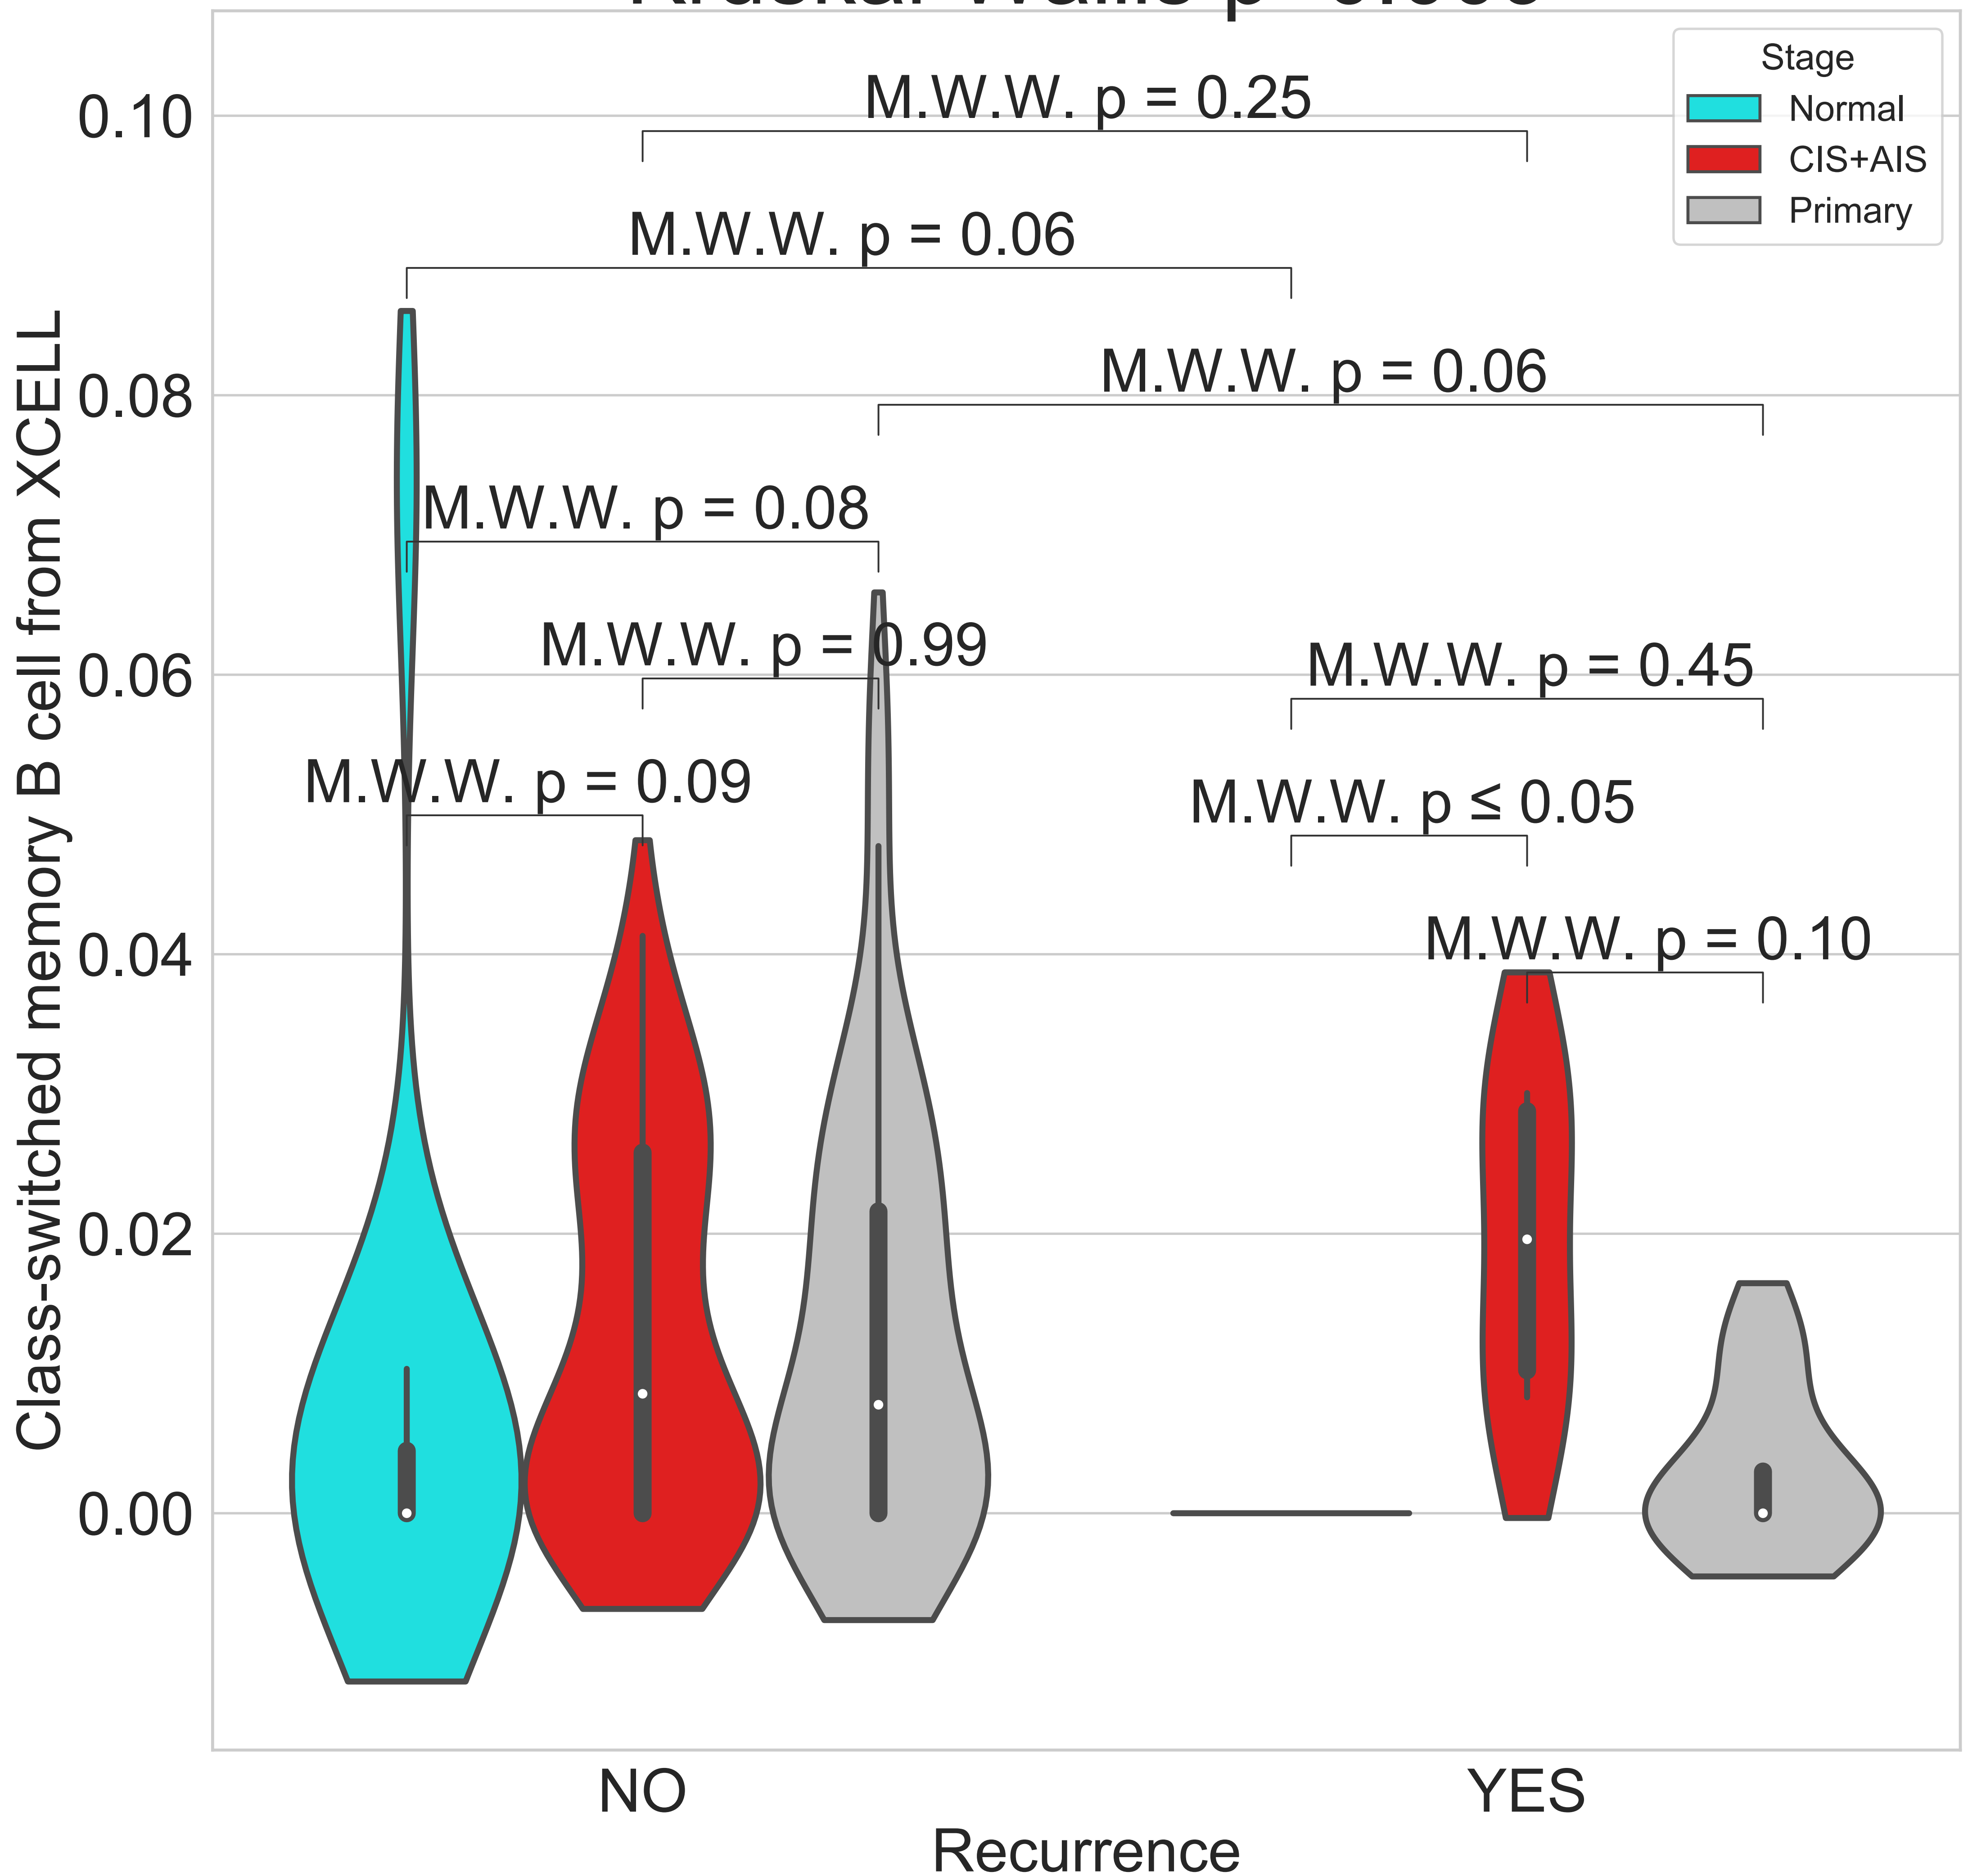 Stage
Normal
CIS+AIS
Primary
M.W.W. p = 0.25
M.W.W. p = 0.06
M.W.W. p = 0.06
M.W.W. p = 0.08
M.W.W. p = 0.99
M.W.W. p = 0.45
M.W.W. p = 0.09
M.W.W. p ≤ 0.05
M.W.W. p = 0.10
Class-switched memory B cell from XCELL
0.10
0.08
0.06
0.04
0.02
0.00
NO
YES
Recurrence